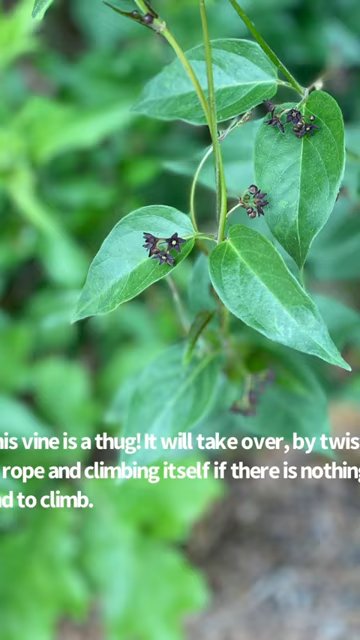 his vine is a thug! It will take over, by twis
rope and climbing itself if there is nothing
d to climb.